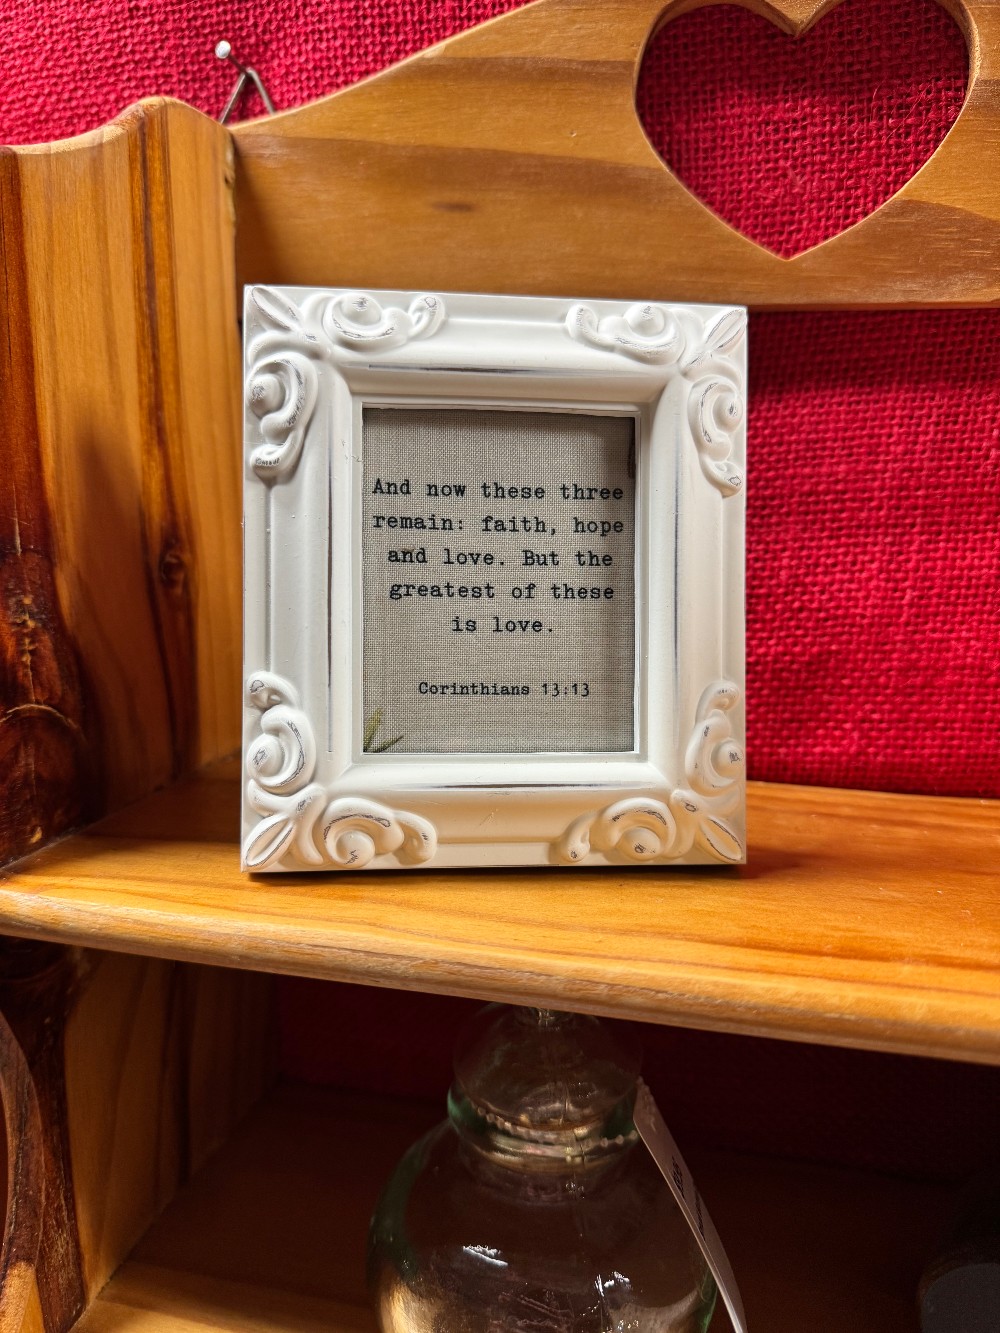 And now these three
remain: faith, hope
and love. But the
greatest of these
is love.
Corinthians 13:13